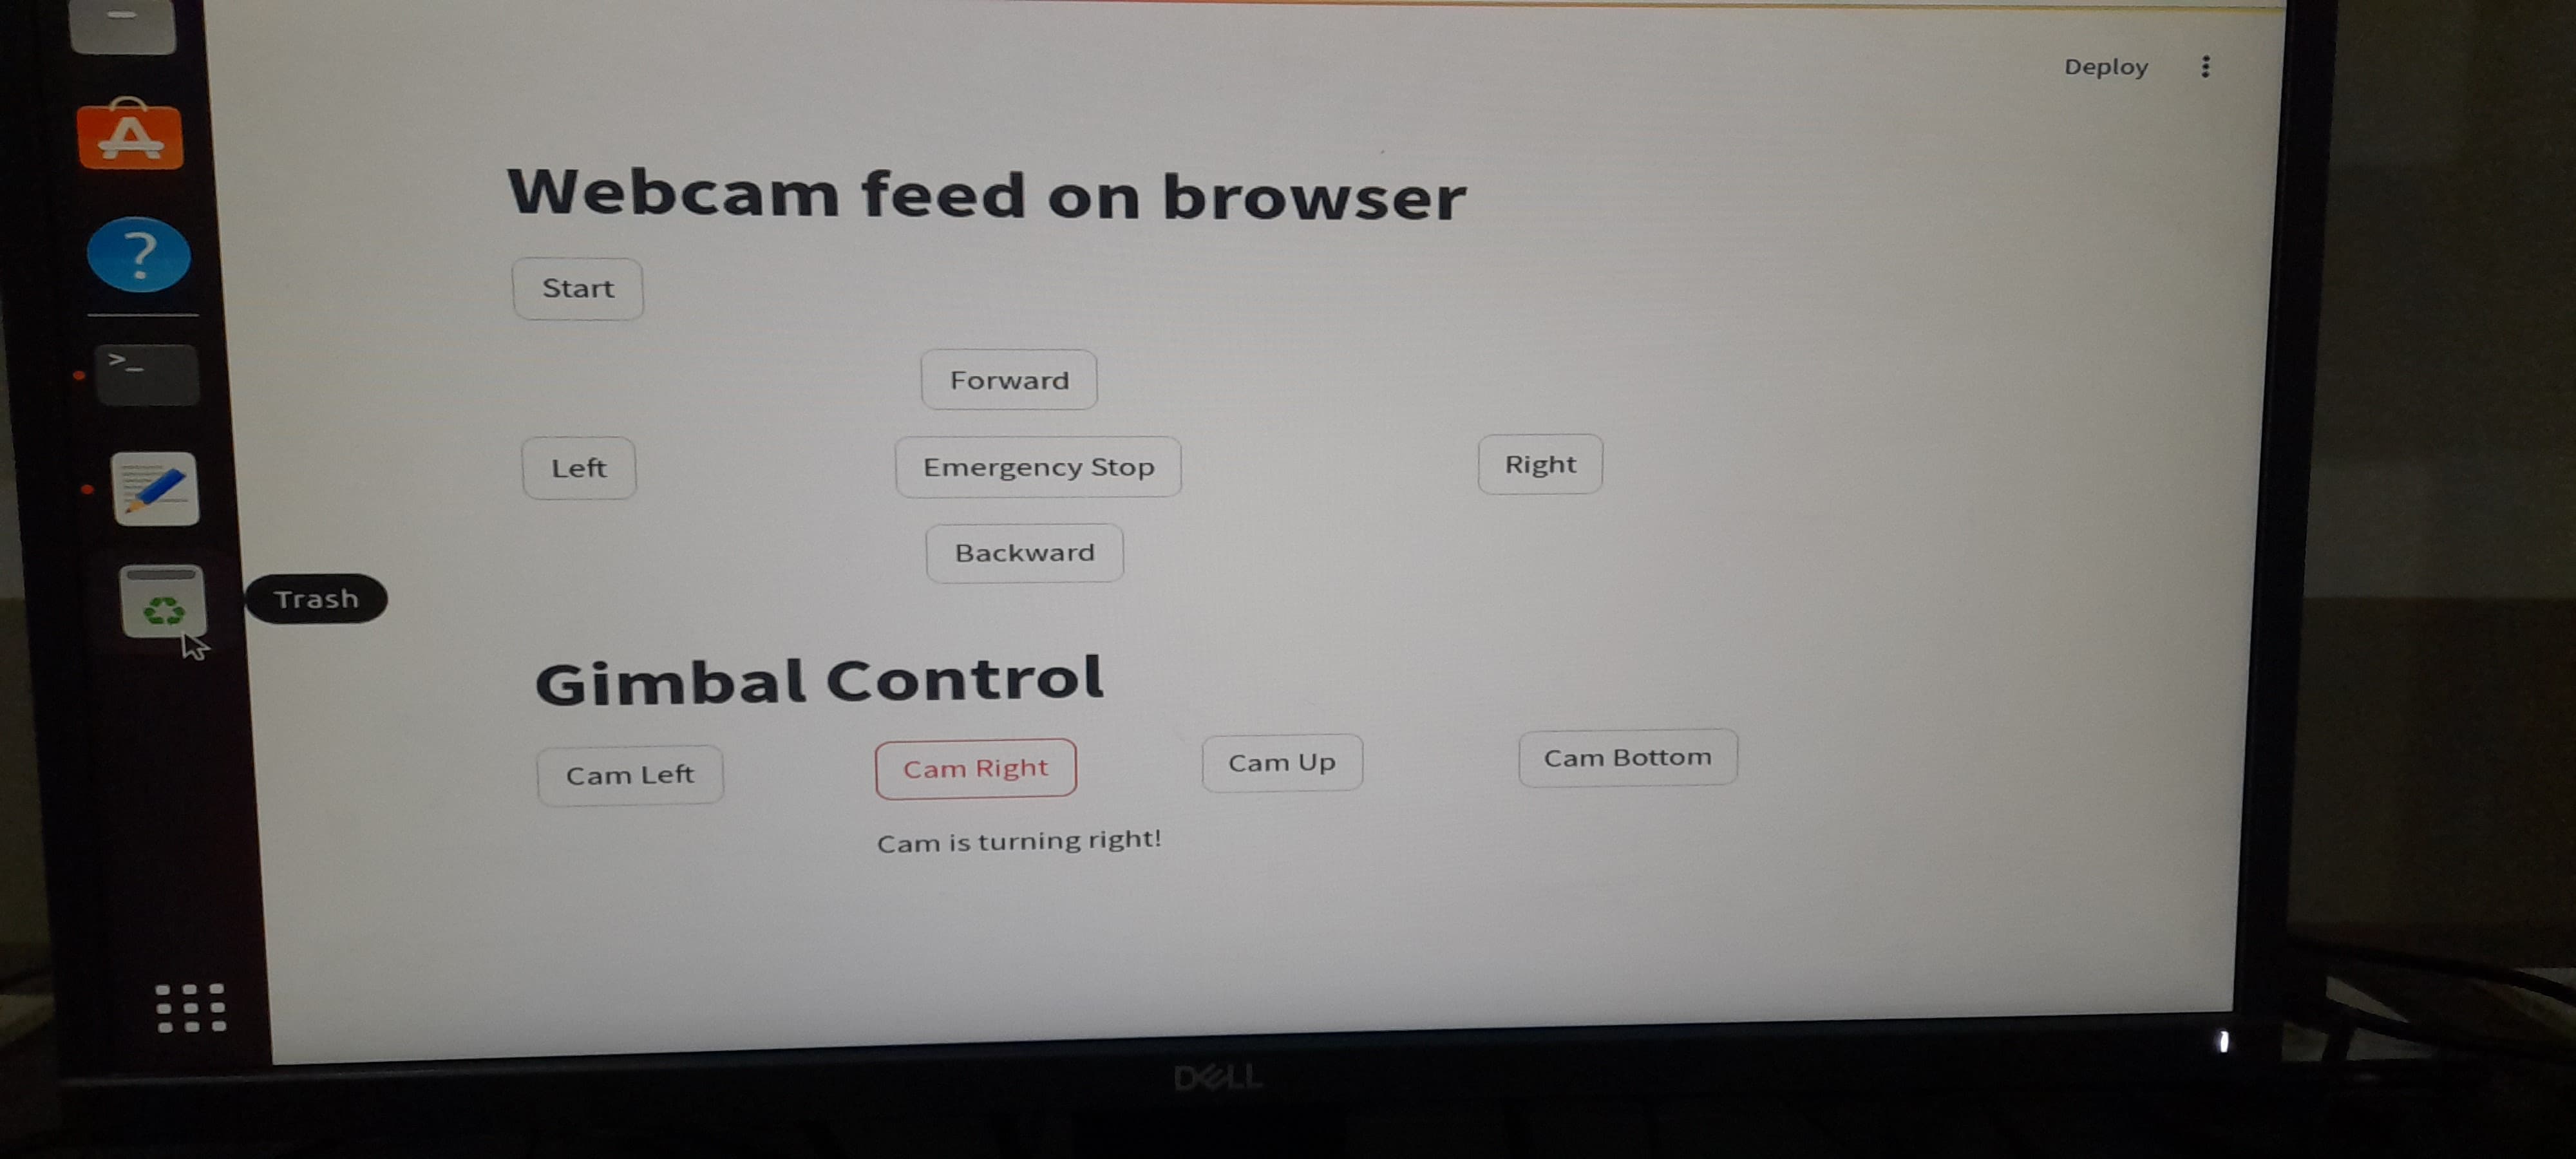 Deploy
Webcam feed on browser
Start
Forward
Left
Emergency Stop
Right
Backward
Trash
Gimbal Control
Cam Left
Cam Right
Cam Up
Cam Bottom
Cam is turning right!
DELL